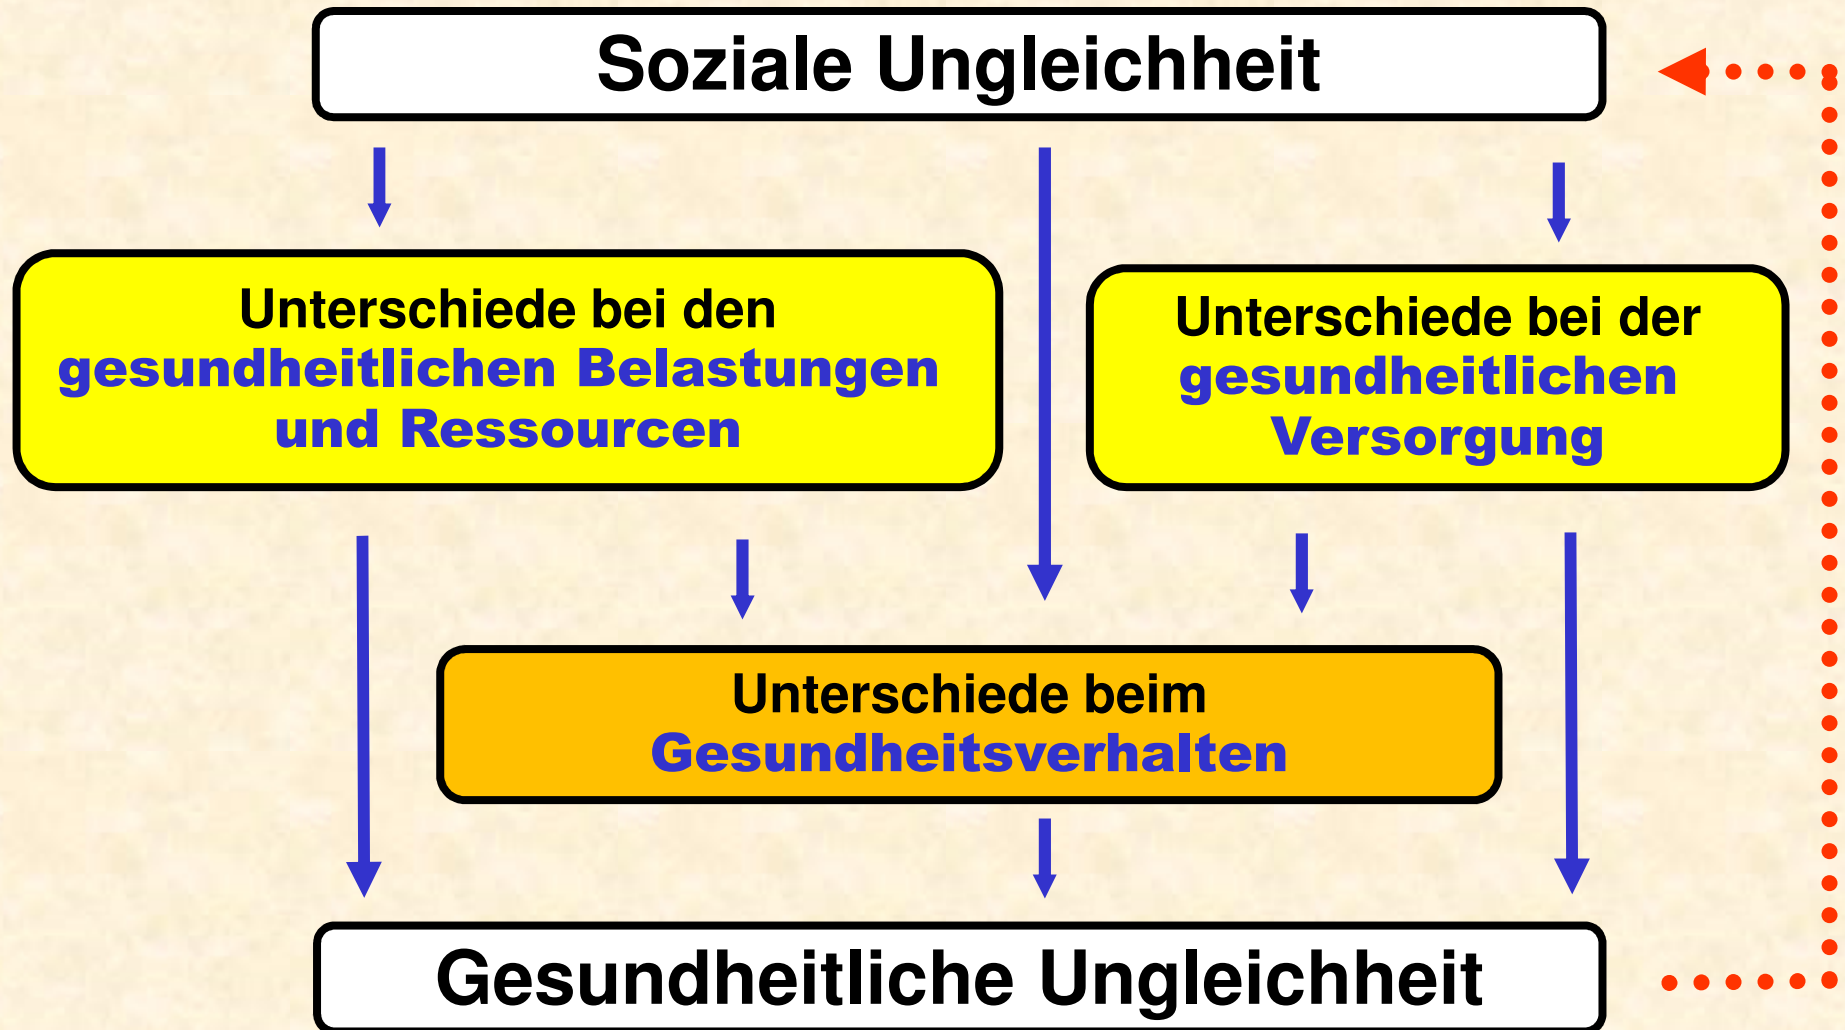 Soziale Ungleichheit
Unterschiede bei den
gesundheitlichen Belastungen
und Ressourcen
Unterschiede bei der
gesundheitlichen
Versorgung
Unterschiede beim
Gesundheitsverhalten
Gesundheitliche Ungleichheit